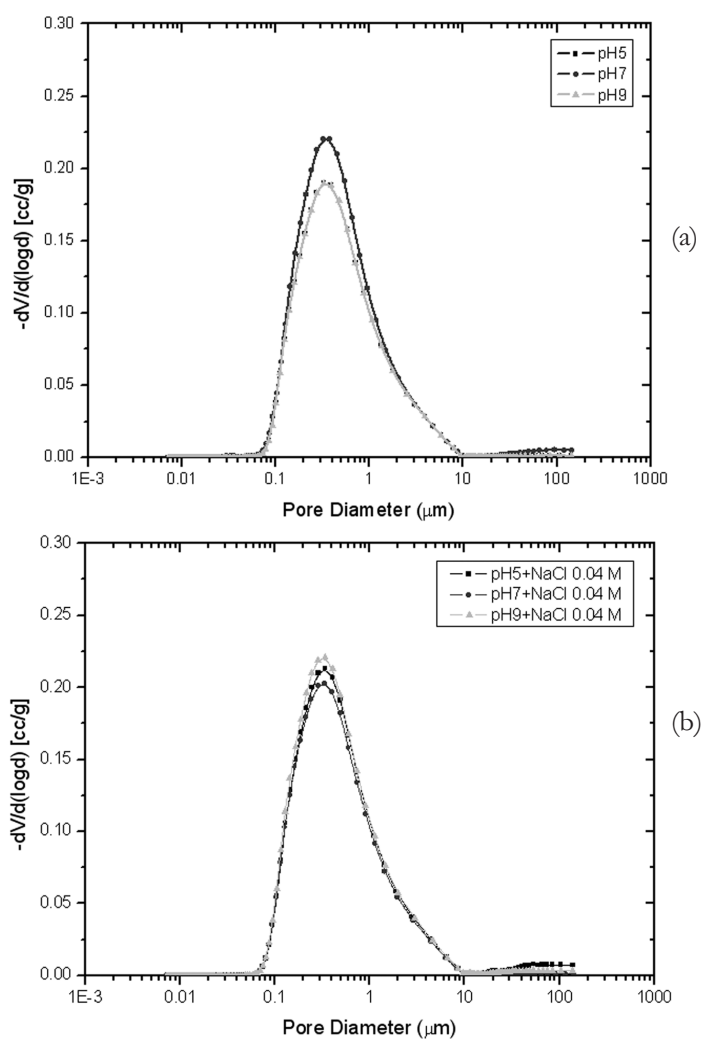 0.30
0.25
0.20
0.15
0.10
0.05
0.00
-dV/d(logd) [cc/g]
pH5
pH7
pH9
(a)
1E-3 0.01 0.1 1 10 100 1000
Pore Diameter (μm)
0.30
0.25
0.20
0.15
0.10
0.05
0.00
-dV/d(logd) [cc/g]
pH5+NaCl 0.04 M
pH7+NaCl 0.04 M
pH9+NaCl 0.04 M
(b)
1E-3 0.01 0.1 1 10 100 1000
Pore Diameter (μm)